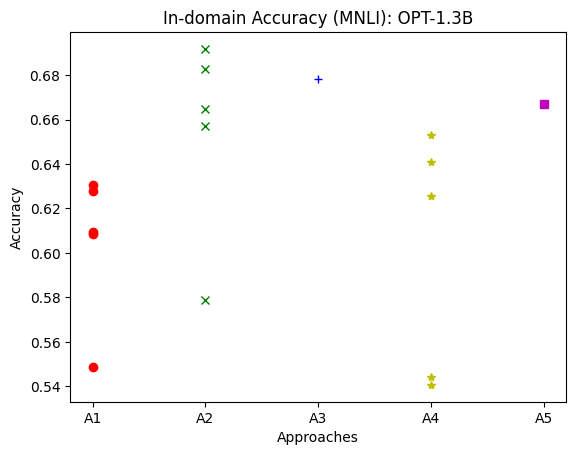 In-domain Accuracy (MNLI): OPT-1.3B
0.68
0.66
0.64
0.62
0.60
0.58
0.56
0.54
Accuracy
A1 A2 A3 A4 A5
Approaches